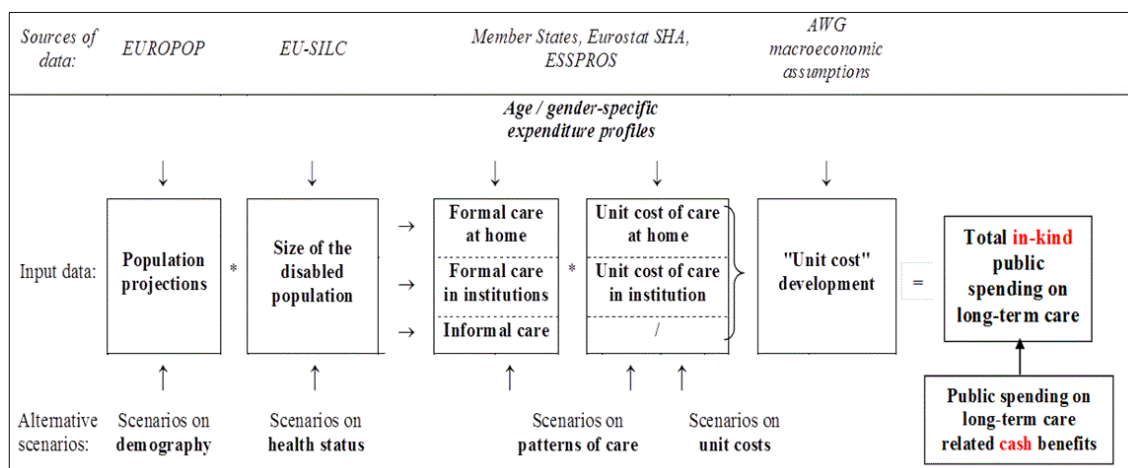 Sources of
data:
EUROPOP
EU-SILC
Member States, Eurostat SHA,
ESSPROS
AWG
macroeconomic
assumptions
Age / gender-specific
expenditure profiles
Input data:
Population
projections
*
Size of the
disabled
population
→
Formal care
at home
→
Formal care
in institutions
→
Informal care
*
Unit cost of care
at home
Unit cost of care
in institution
/
"Unit cost"
development
=
Total in-kind
public
spending on
long-term care
Alternative
scenarios:
Scenarios on
demography
Scenarios on
health status
Scenarios on
patterns of care
Scenarios on
unit costs
Public spending on
long-term care
related cash benefits